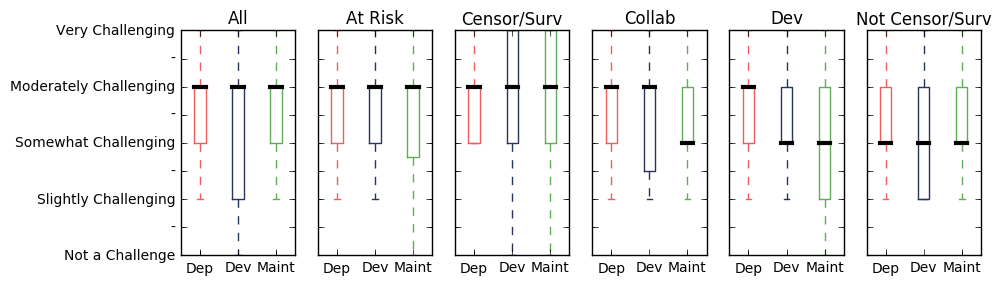 All At Risk Censor/Surv Collab Dev Not Censor/Surv
Very Challenging
-
Moderately Challenging
-
Somewhat Challenging
-
Slightly Challenging
-
Not a Challenge
Dep Dev Maint Dep Dev Maint Dep Dev Maint Dep Dev Maint Dep Dev Maint Dep Dev Maint